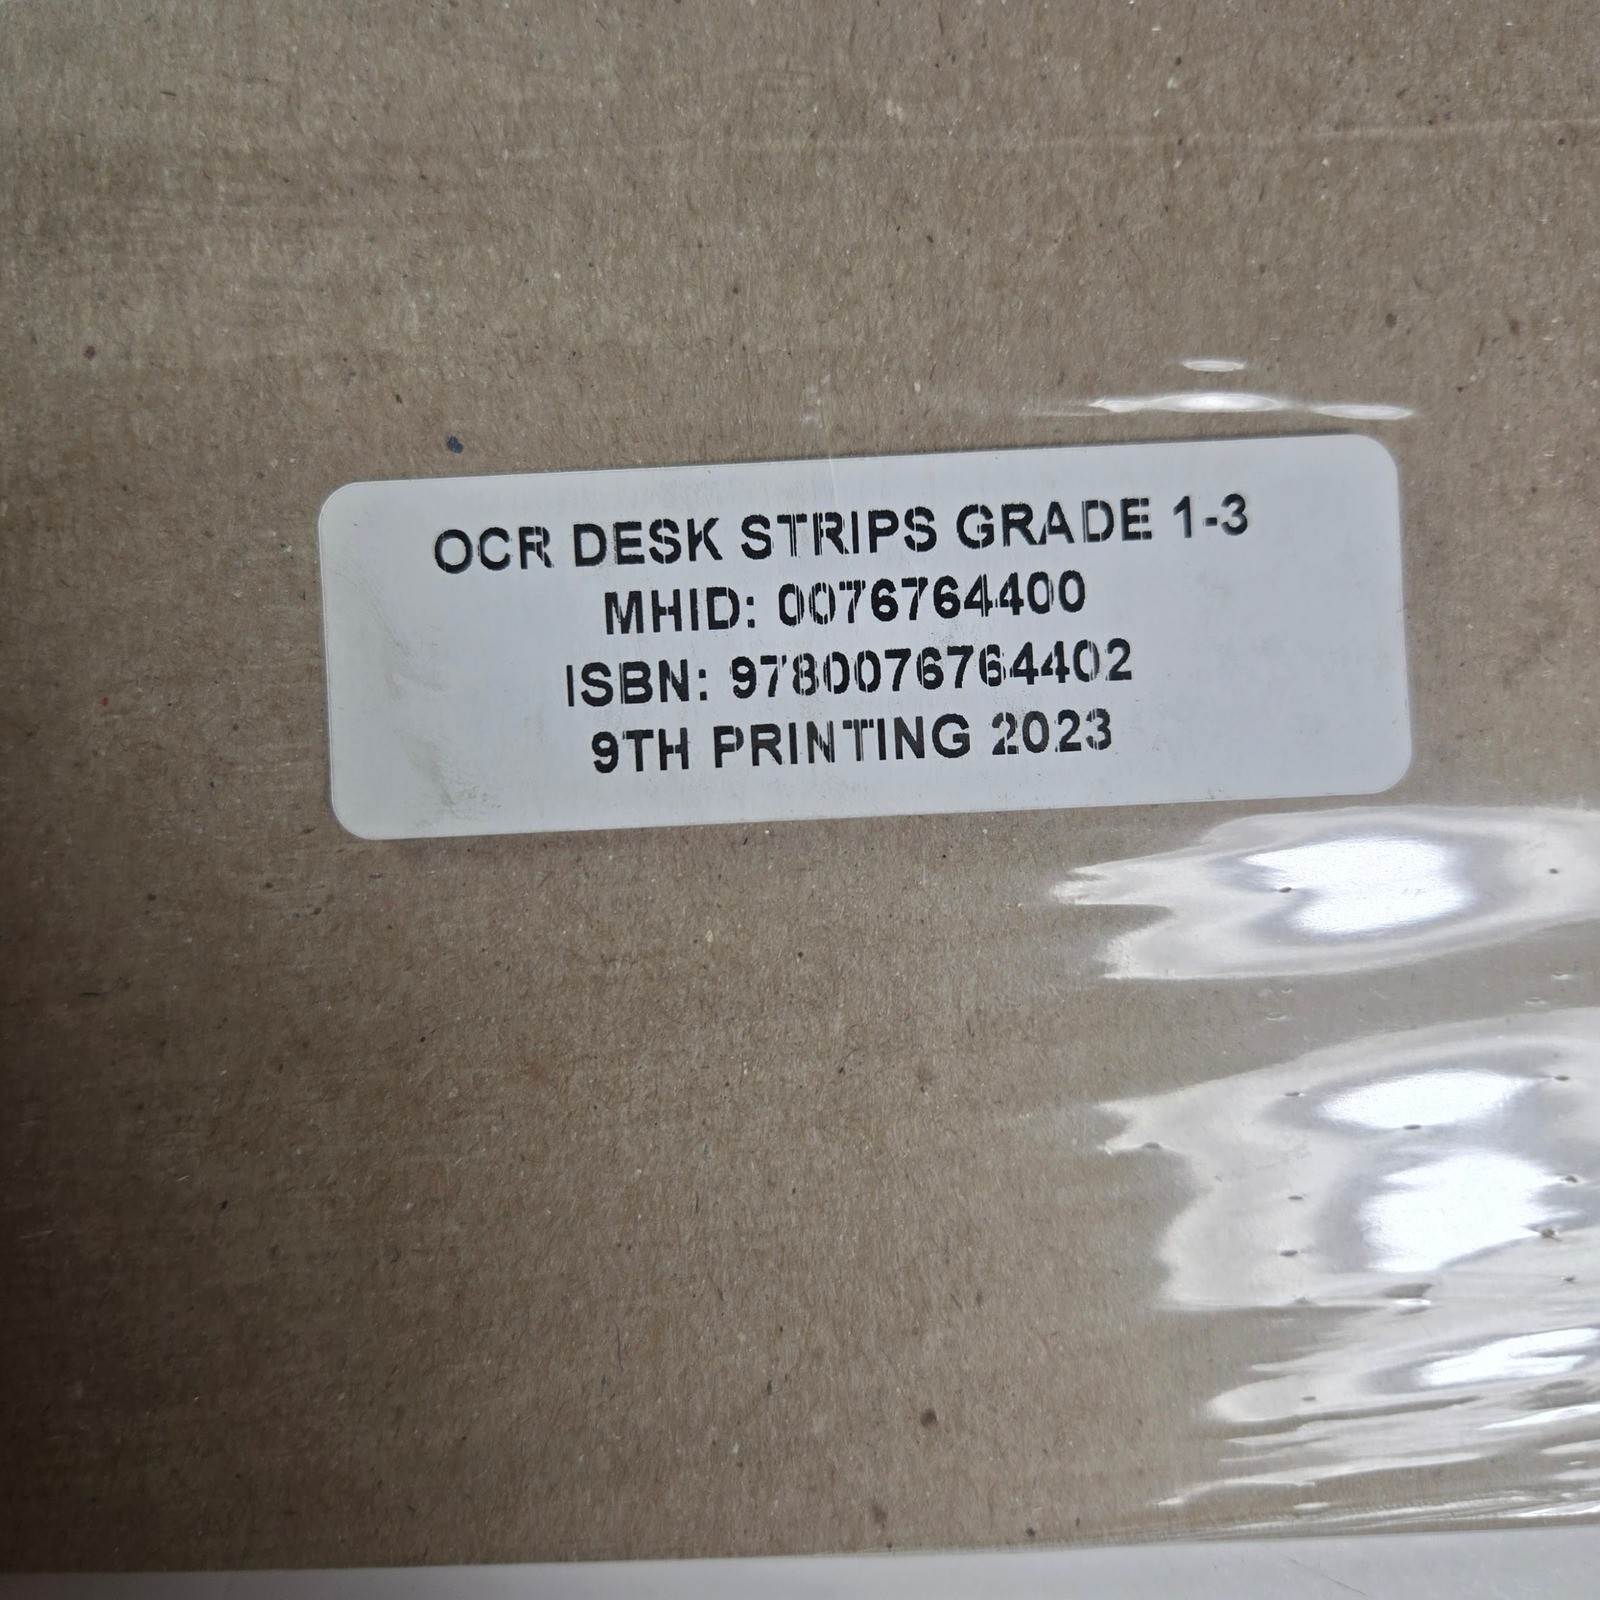 OCR DESK STRIPS GRADE 1-3
MHID: 0076764400
ISBN: 9780076764402
9TH PRINTING 2023